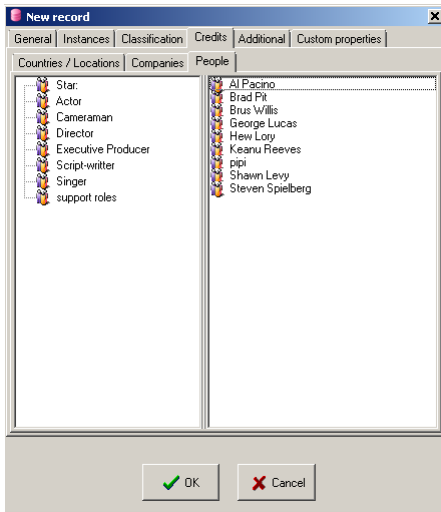 New record
General Instances Classification Credits Additional Custom properties
Countries / Locations Companies People
Star:
Actor
Cameraman
Director
Executive Producer
Script-writter
Singer
support roles
Al Pacino
Brad Pit
Brus Willis
George Lucas
Hew Lory
Keanu Reeves
pipi
Shawn Levy
Steven Spielberg
OK Cancel